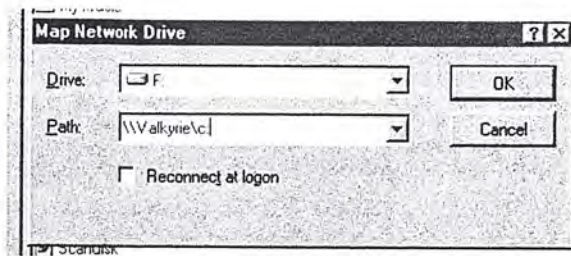 Map Network Drive
Drive: F:
OK
Path: \\Valkyrie\c
Cancel
Reconnect at logon
Scandisk